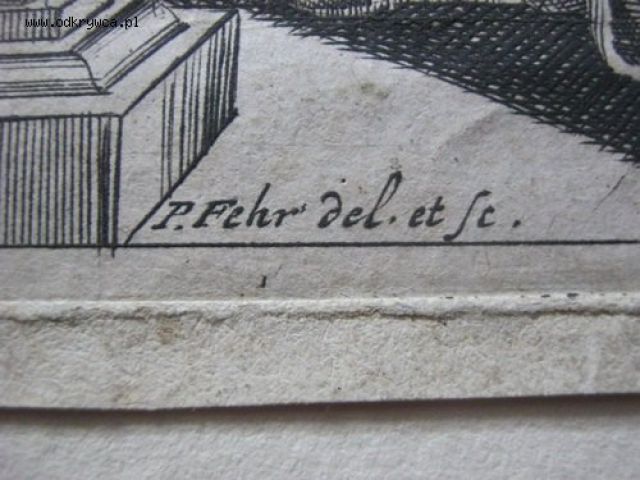 www.odkrywca.pl
P. Fehr del. et ſc.